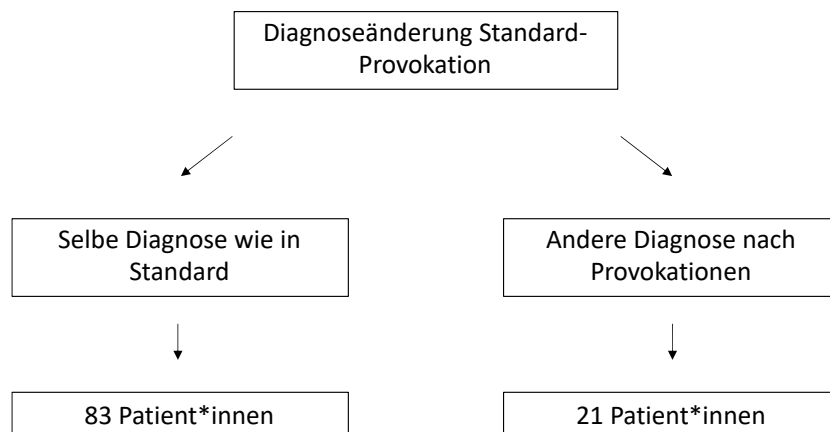 Diagnoseänderung Standard-
Provokation
Selbe Diagnose wie in
Standard
Andere Diagnose nach
Provokationen
83 Patient*innen
21 Patient*innen